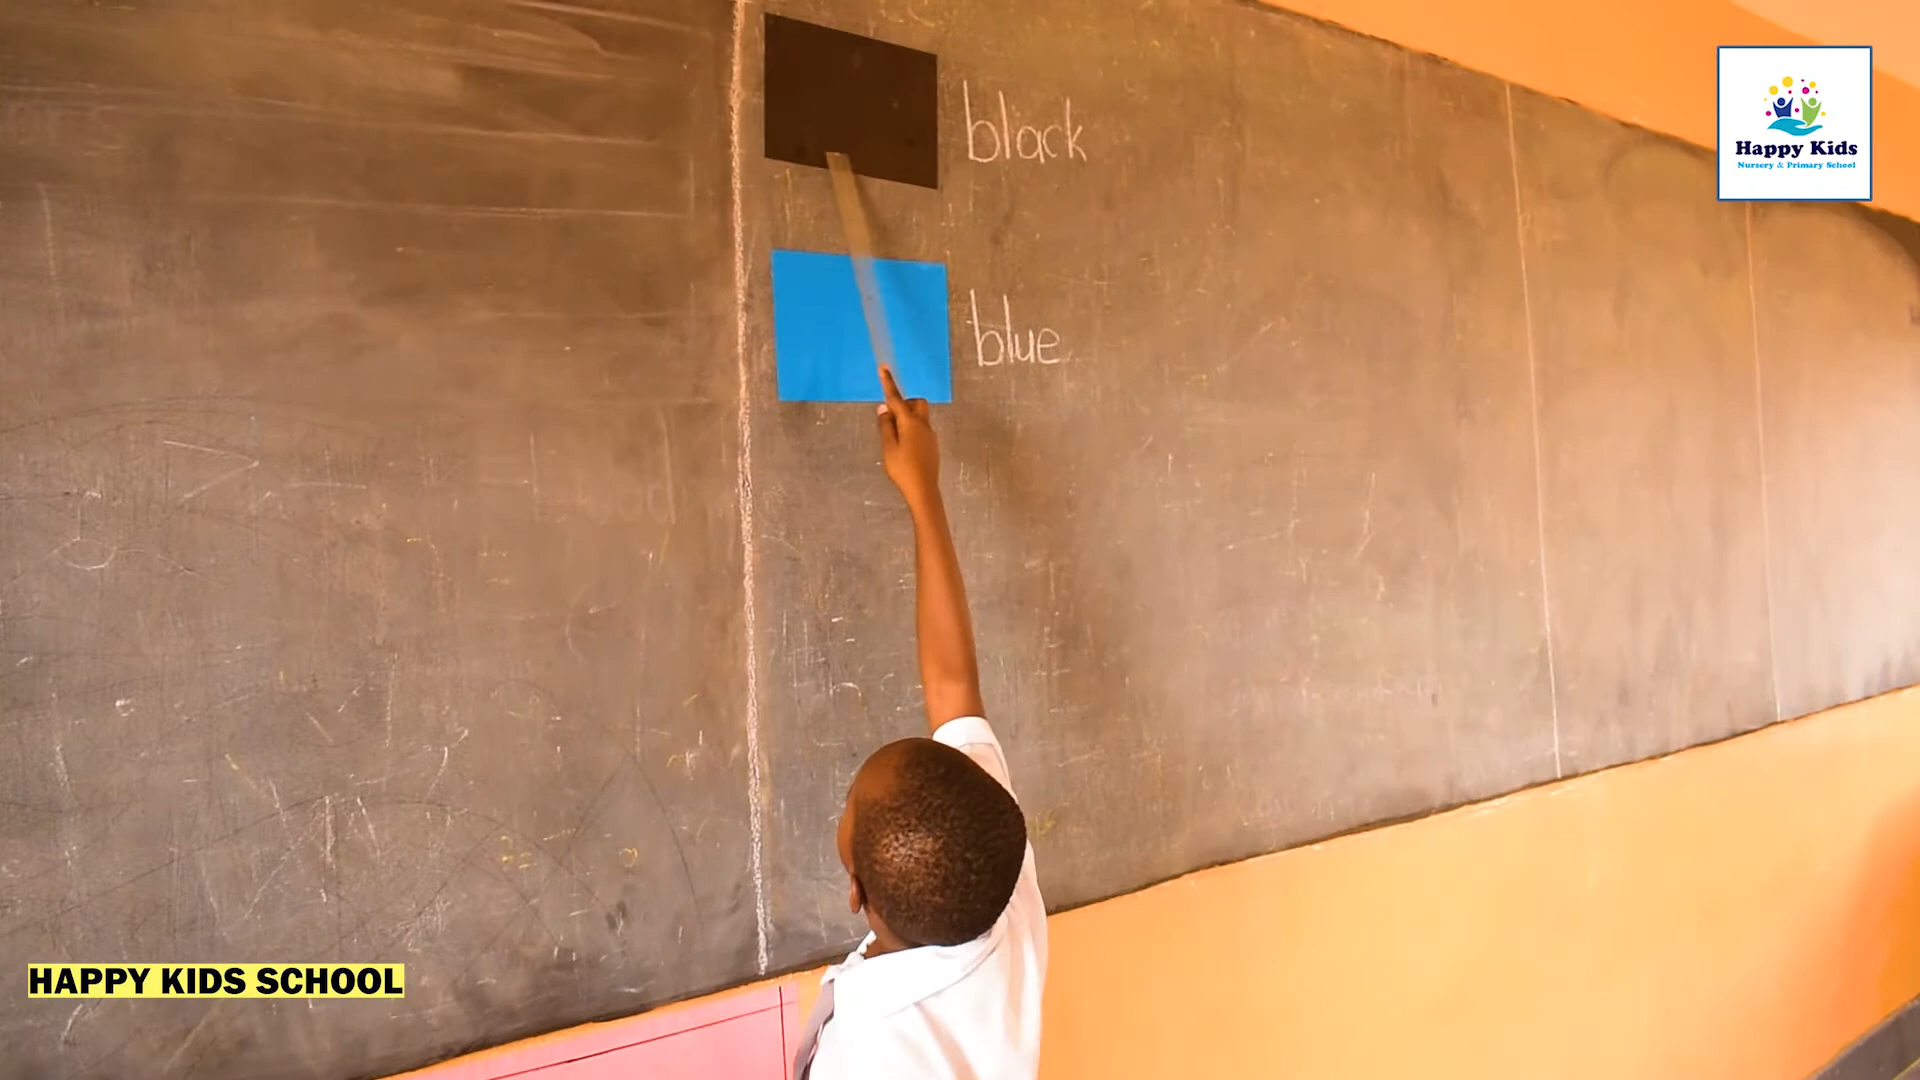 black
blue
Happy Kids
Nursery & Primary School
HAPPY KIDS SCHOOL